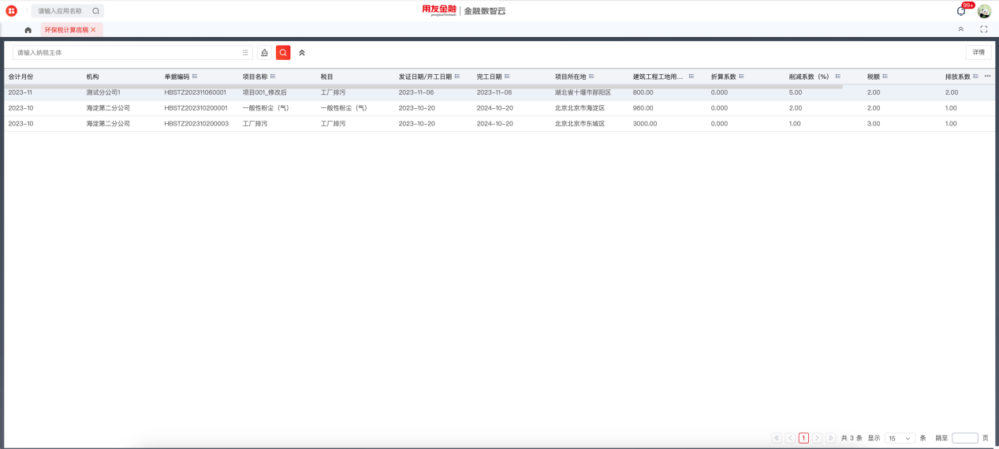 请输入应用名称
用友金融 yonyouFintech 金融数智云
99+
环保税计算底稿 ×
请输入纳税主体 详情
会计月份 机构 单据编码 项目名称 税目 发证日期/开工日期 完工日期 项目所在地 建筑工程工地用... 折算系数 削减系数（%） 税额 排放系数 ...
2023-11 测试分公司1 HBSTZ202311060001 项目001_修改后 工厂排污 2023-11-06 2023-11-06 湖北省十堰市郧阳区 800.00 0.000 5.00 2.00 2.00
2023-10 海淀第二分公司 HBSTZ202310200001 一般性粉尘（气） 一般性粉尘（气） 2023-10-20 2024-10-20 北京北京市海淀区 960.00 0.000 2.00 2.00 1.00
2023-10 海淀第二分公司 HBSTZ202310200003 工厂排污 工厂排污 2023-10-20 2024-10-20 北京北京市东城区 3000.00 0.000 1.00 3.00 1.00
1 共 3 条 显示 15 条 跳至 页